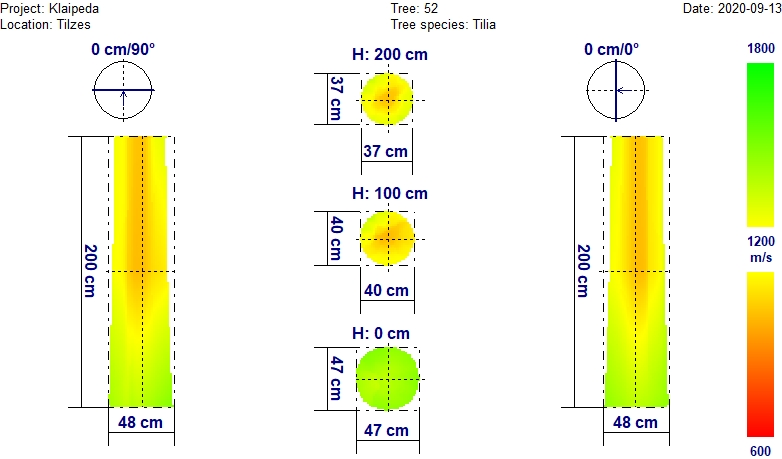 Project: Klaipeda
Tree: 52
Date: 2020-09-13
Location: Tilzes
Tree species: Tilia
0 cm/90°
H: 200 cm
0 cm/0°
1800
37 cm
37 cm
H: 100 cm
40 cm
40 cm
200 cm
200 cm
1200
m/s
H: 0 cm
47 cm
47 cm
48 cm
48 cm
600